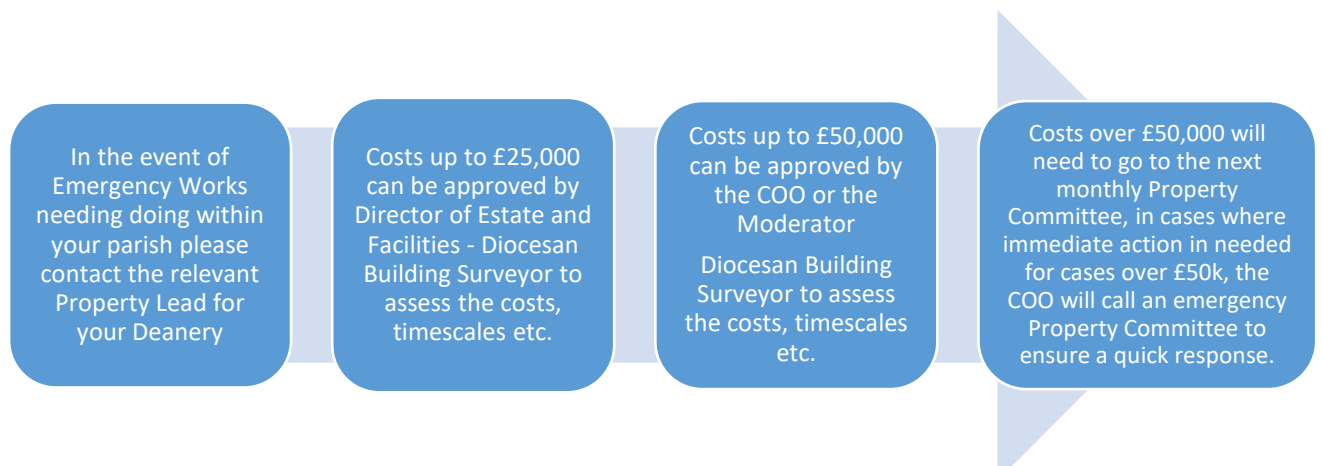 In the event of
Emergency Works
needing doing within
your parish please
contact the relevant
Property Lead for
your Deanery
Costs up to £25,000
can be approved by
Director of Estate and
Facilities - Diocesan
Building Surveyor to
assess the costs,
timescales etc.
Costs up to £50,000
can be approved by
the COO or the
Moderator
Diocesan Building
Surveyor to assess
the costs, timescales
etc.
Costs over £50,000 will
need to go to the next
monthly Property
Committee, in cases where
immediate action in needed
for cases over £50k, the
COO will call an emergency
Property Committee to
ensure a quick response.